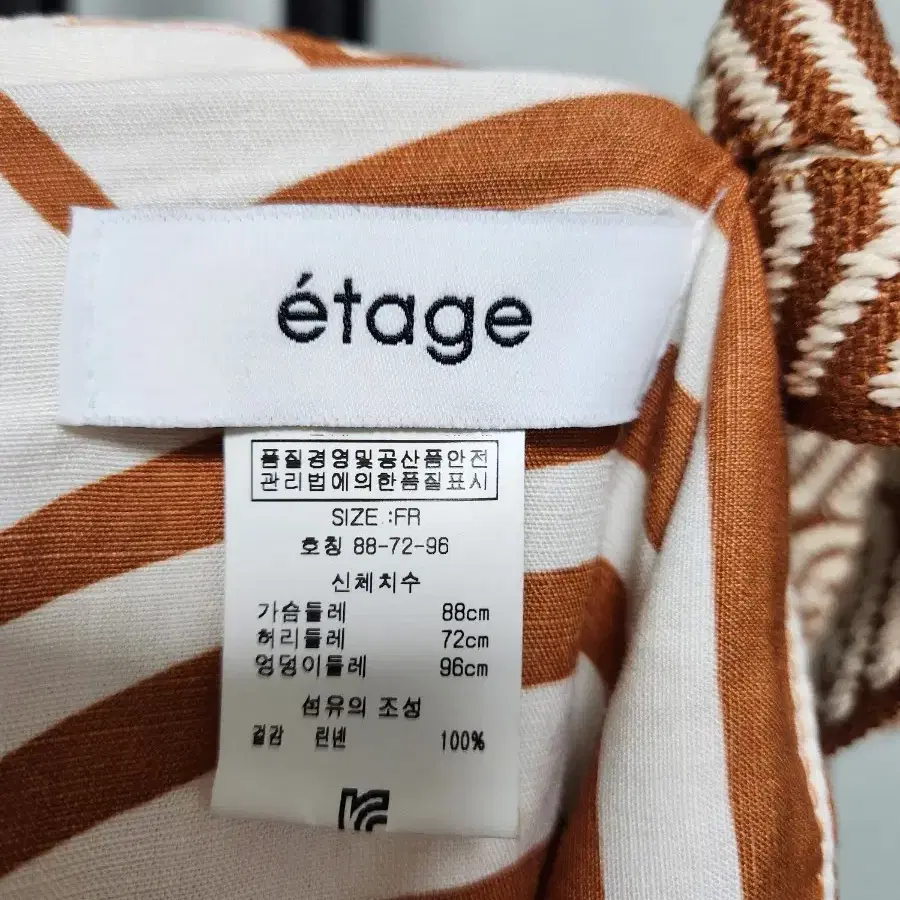 étage
품질경영및공산품안전
관리법에의한품질표시
SIZE :FR
호칭 88-72-96
신체치수
가슴둘레 88cm
허리둘레 72cm
엉덩이둘레 96cm
섬유의 조성
겉감 린넨 100%